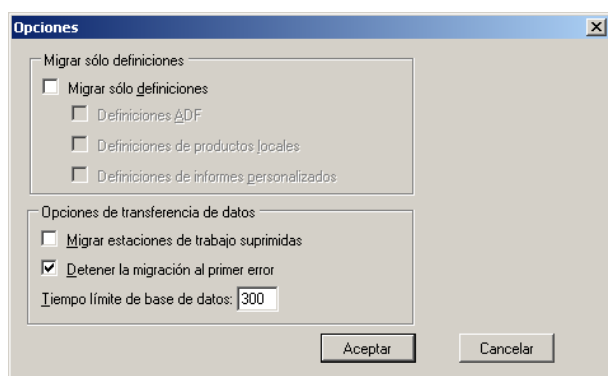 Opciones
Migrar sólo definiciones
Migrar sólo definiciones
Definiciones ADF
Definiciones de productos locales
Definiciones de informes personalizados
Opciones de transferencia de datos
Migrar estaciones de trabajo suprimidas
Detener la migración al primer error
Tiempo límite de base de datos: 300
Aceptar Cancelar